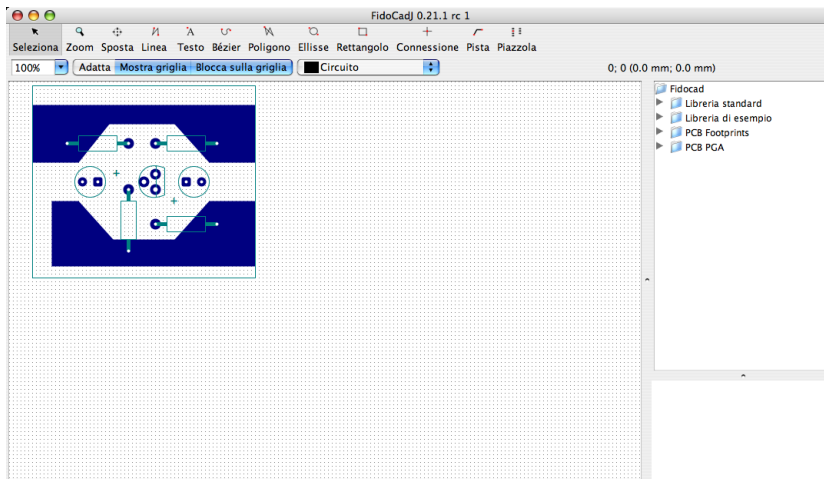 FidoCadJ 0.21.1 rc 1
Seleziona Zoom Sposta Linea Testo Bézier Poligono Ellisse Rettangolo Connessione Pista Piazzola
100% Adatta Mostra griglia Blocca sulla griglia Circuito 0; 0 (0.0 mm; 0.0 mm)
Fidocad
Libreria standard
Libreria di esempio
PCB Footprints
PCB PGA